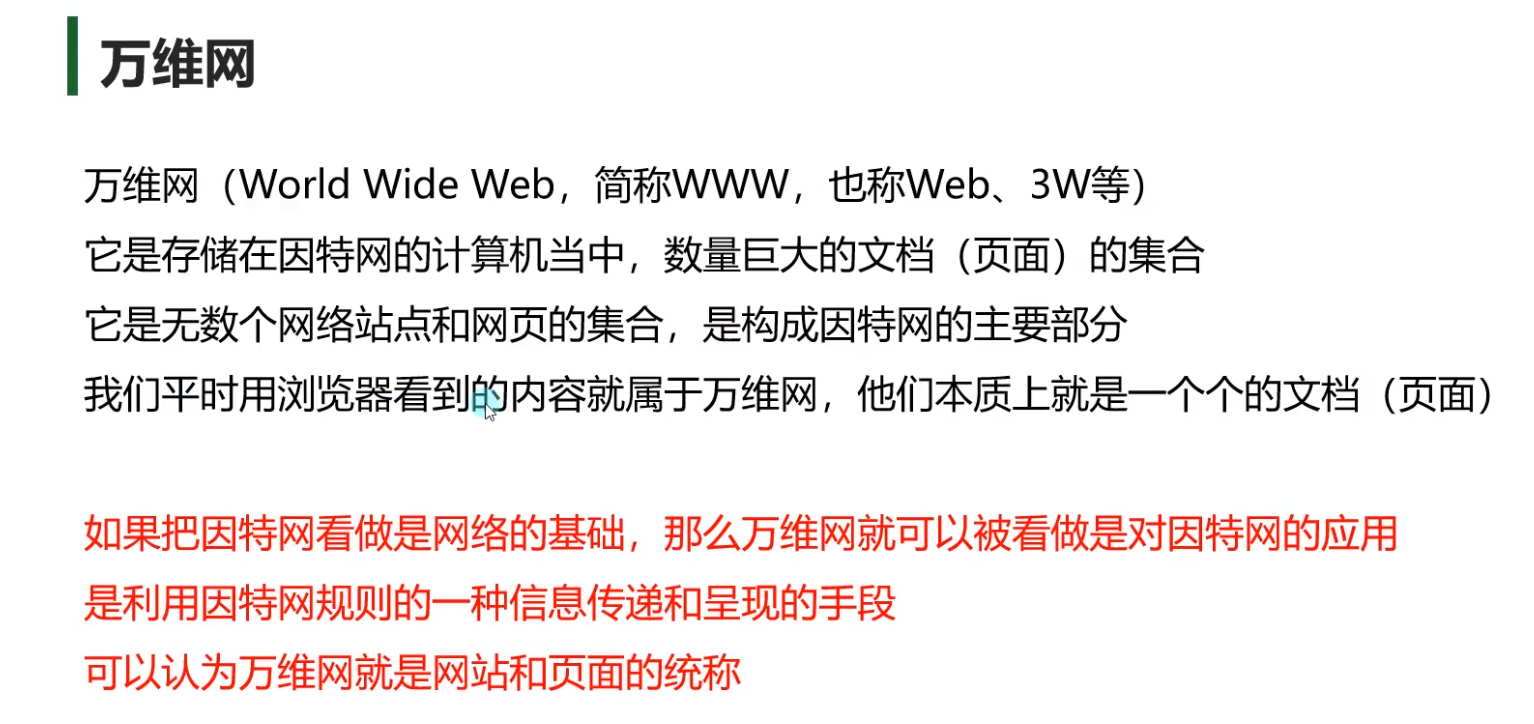 万维网
万维网（World Wide Web，简称WWW，也称Web、3W等）
它是存储在因特网的计算机当中，数量巨大的文档（页面）的集合
它是无数个网络站点和网页的集合，是构成因特网的主要部分
我们平时用浏览器看到的内容就属于万维网，他们本质上就是一个个的文档（页面）
如果把因特网看做是网络的基础，那么万维网就可以被看做是对因特网的应用
是利用因特网规则的一种信息传递和呈现的手段
可以认为万维网就是网站和页面的统称